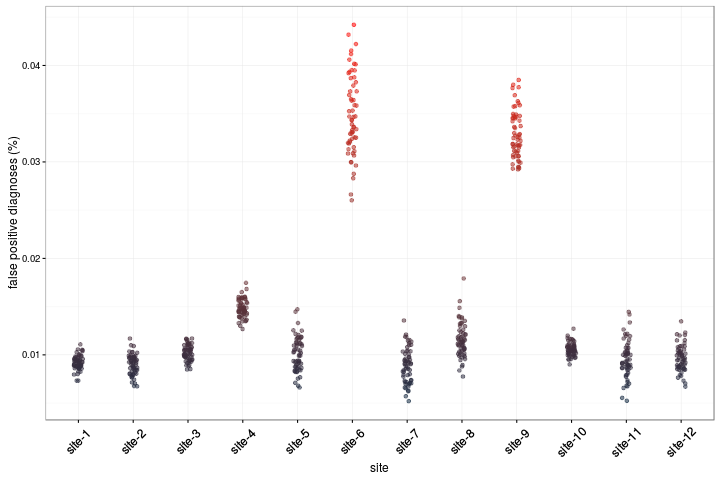 false positive diagnoses (%)
0.04
0.03
0.02
0.01
site-1 site-2 site-3 site-4 site-5 site-6 site-7 site-8 site-9 site-10 site-11 site-12
site